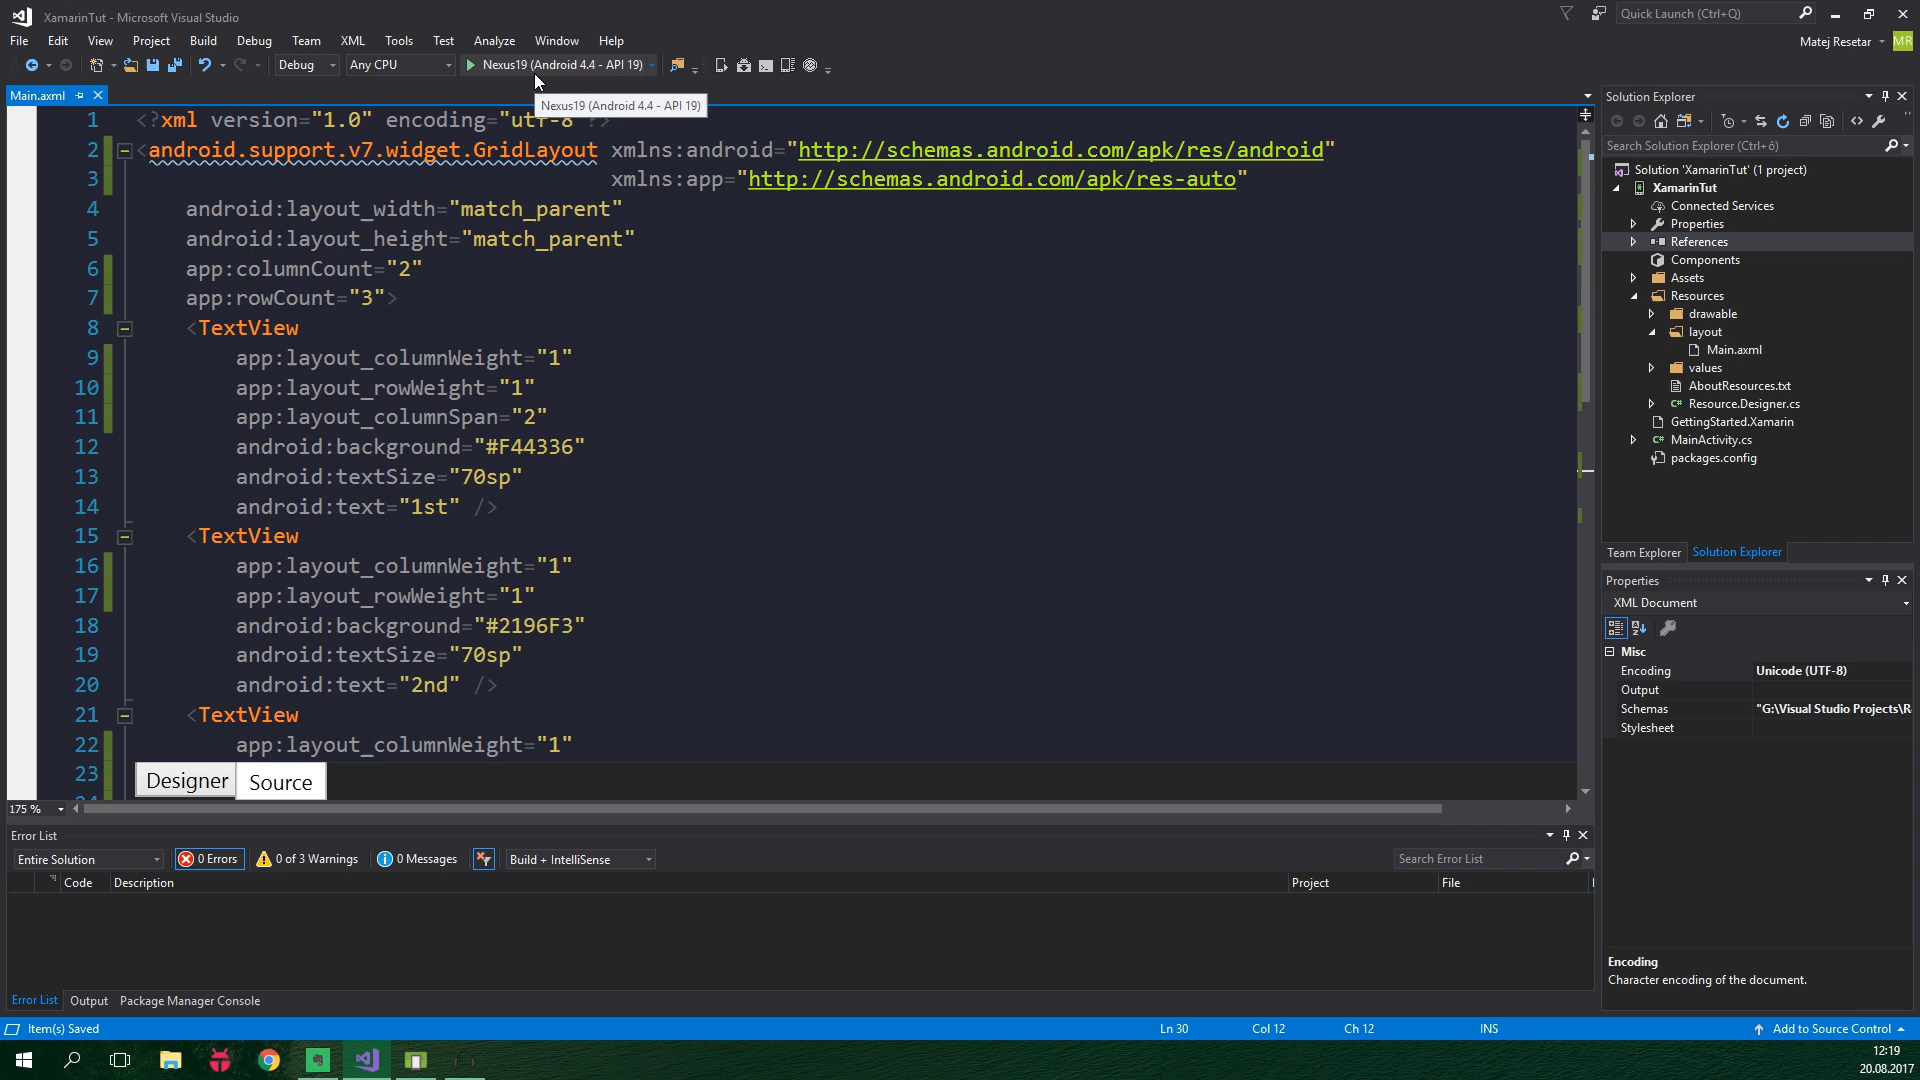 XamarinTut - Microsoft Visual Studio
Quick Launch (Ctrl+Q)
File Edit View Project Build Debug Team XML Tools Test Analyze Window Help
Matej Resetar MR
Debug Any CPU Nexus19 (Android 4.4 - API 19)
Main.axml
Nexus19 (Android 4.4 - API 19)
1 <?xml version="1.0" encoding="utf-8" ?>
2 <android.support.v7.widget.GridLayout xmlns:android="http://schemas.android.com/apk/res/android"
3 xmlns:app="http://schemas.android.com/apk/res-auto"
4 android:layout_width="match_parent"
5 android:layout_height="match_parent"
6 app:columnCount="2"
7 app:rowCount="3">
8 <TextView
9 app:layout_columnWeight="1"
10 app:layout_rowWeight="1"
11 app:layout_columnSpan="2"
12 android:background="#F44336"
13 android:textSize="70sp"
14 android:text="1st" />
15 <TextView
16 app:layout_columnWeight="1"
17 app:layout_rowWeight="1"
18 android:background="#2196F3"
19 android:textSize="70sp"
20 android:text="2nd" />
21 <TextView
22 app:layout_columnWeight="1"
23
Designer Source
175 %
Solution Explorer
Search Solution Explorer (Ctrl+ó)
Solution 'XamarinTut' (1 project)
XamarinTut
Connected Services
Properties
References
Components
Assets
Resources
drawable
layout
Main.axml
values
AboutResources.txt
Resource.Designer.cs
GettingStarted.Xamarin
MainActivity.cs
packages.config
Team Explorer Solution Explorer
Properties
XML Document
Misc
Encoding Unicode (UTF-8)
Output
Schemas "G:\Visual Studio Projects\R
Stylesheet
Encoding
Character encoding of the document.
Error List
Entire Solution 0 Errors 0 of 3 Warnings 0 Messages Build + IntelliSense Search Error List
Code Description Project File
Error List Output Package Manager Console
Item(s) Saved Ln 30 Col 12 Ch 12 INS Add to Source Control
12:19
20.08.2017